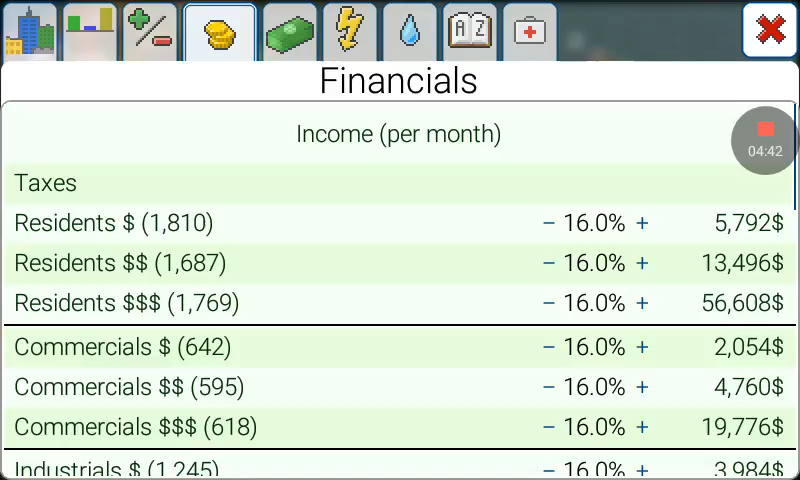 A Z
Financials
Income (per month)
04:42
Taxes
Residents $ (1,810) − 16.0% + 5,792$
Residents $$ (1,687) − 16.0% + 13,496$
Residents $$$ (1,769) − 16.0% + 56,608$
Commercials $ (642) − 16.0% + 2,054$
Commercials $$ (595) − 16.0% + 4,760$
Commercials $$$ (618) − 16.0% + 19,776$
Industrials $ (1,245) − 16.0% + 3,984$